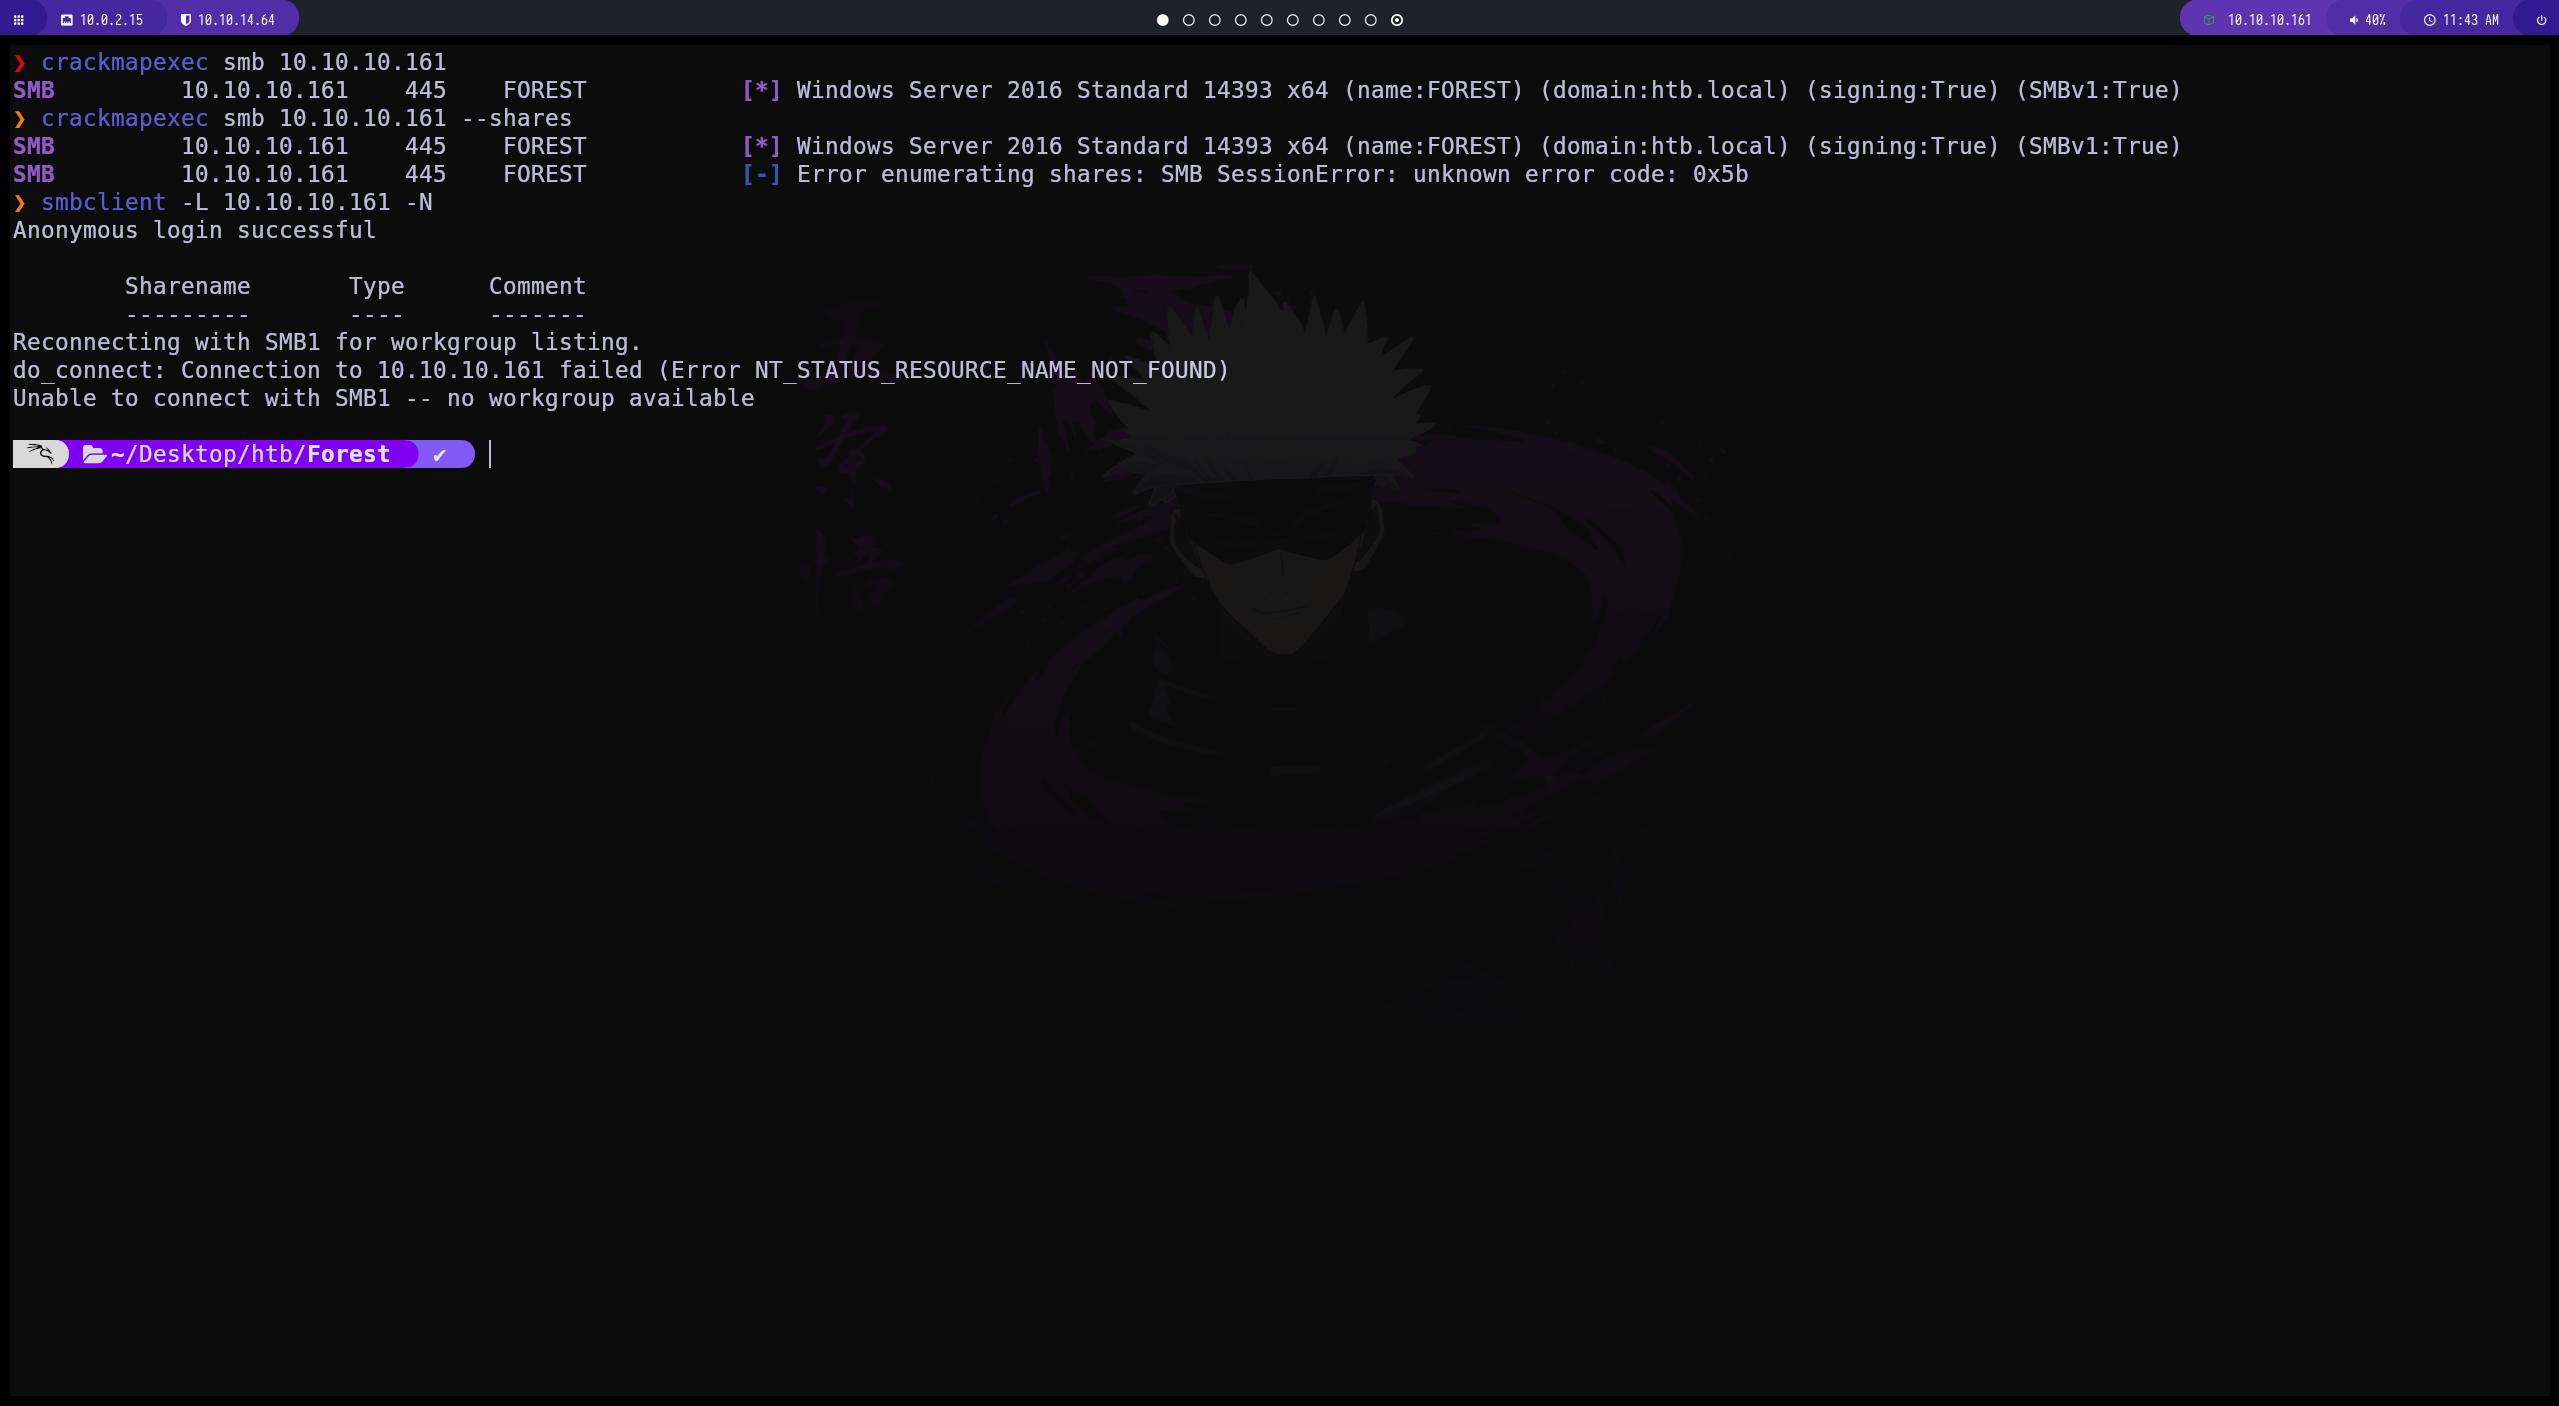 10.0.2.15 10.10.14.64 10.10.10.161 40% 11:43 AM
❯ crackmapexec smb 10.10.10.161
SMB 10.10.10.161 445 FOREST [*] Windows Server 2016 Standard 14393 x64 (name:FOREST) (domain:htb.local) (signing:True) (SMBv1:True)
❯ crackmapexec smb 10.10.10.161 --shares
SMB 10.10.10.161 445 FOREST [*] Windows Server 2016 Standard 14393 x64 (name:FOREST) (domain:htb.local) (signing:True) (SMBv1:True)
SMB 10.10.10.161 445 FOREST [-] Error enumerating shares: SMB SessionError: unknown error code: 0x5b
❯ smbclient -L 10.10.10.161 -N
Anonymous login successful
Sharename Type Comment
--------- ---- -------
Reconnecting with SMB1 for workgroup listing.
do_connect: Connection to 10.10.10.161 failed (Error NT_STATUS_RESOURCE_NAME_NOT_FOUND)
Unable to connect with SMB1 -- no workgroup available
~/Desktop/htb/Forest ✔